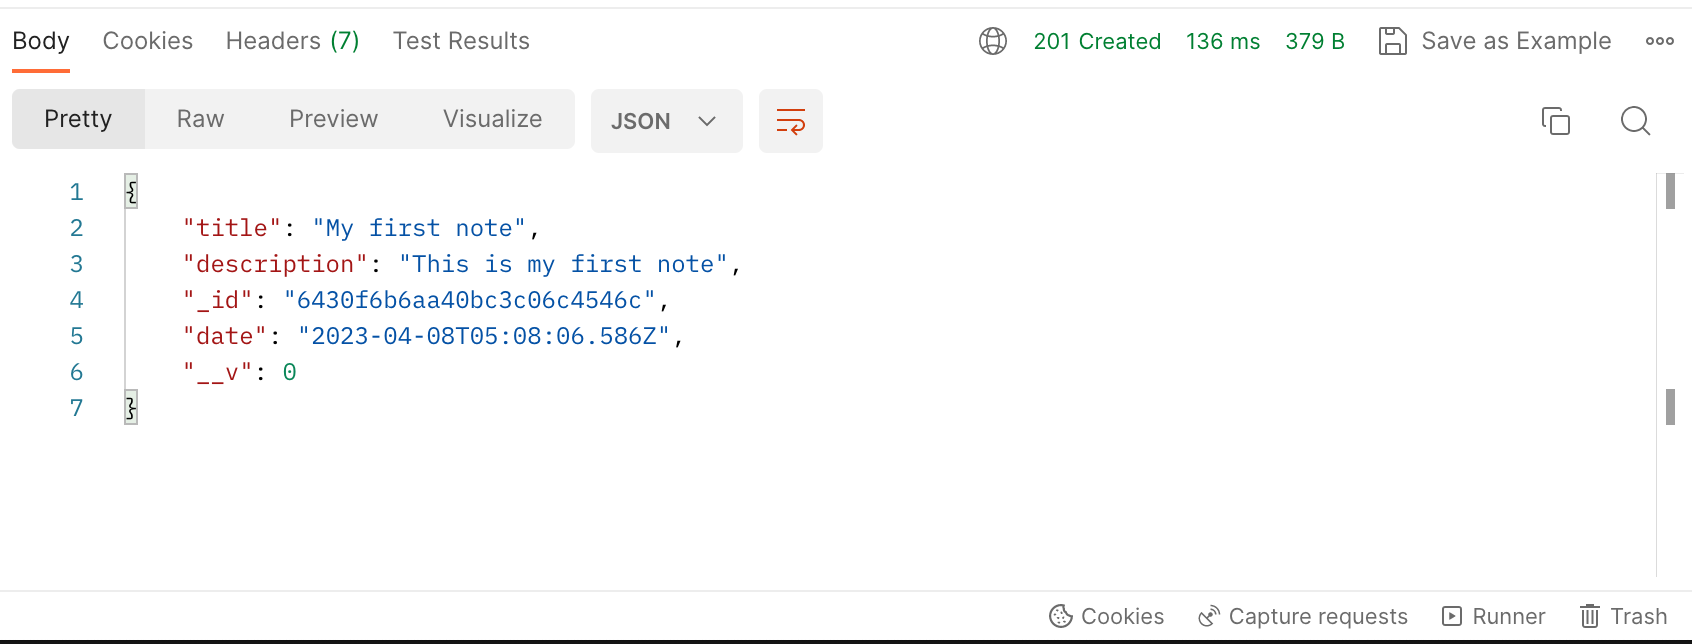 Body Cookies Headers (7) Test Results 201 Created 136 ms 379 B Save as Example
Pretty Raw Preview Visualize JSON
1 {
2 "title": "My first note",
3 "description": "This is my first note",
4 "_id": "6430f6b6aa40bc3c06c4546c",
5 "date": "2023-04-08T05:08:06.586Z",
6 "__v": 0
7 }
Cookies Capture requests Runner Trash